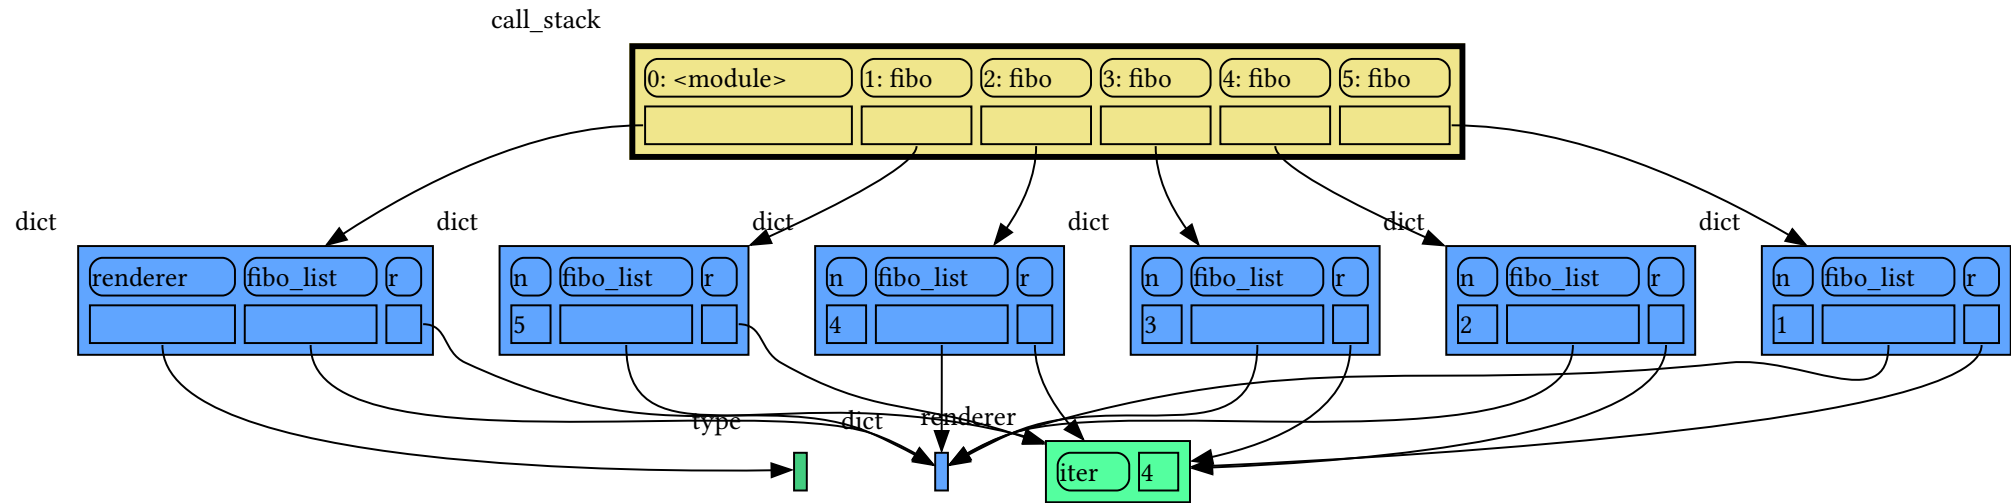 call_stack
0: <module> 1: fibo 2: fibo 3: fibo 4: fibo 5: fibo
dict dict dict dict dict dict
renderer fibo_list r n fibo_list r n fibo_list r n fibo_list r n fibo_list r n fibo_list r
5 4 3 2 1
type dict renderer
iter 4